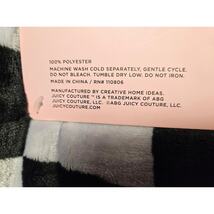 100% POLYESTER
MACHINE WASH COLD SEPARATELY, GENTLE CYCLE.
DO NOT BLEACH. TUMBLE DRY LOW. DO NOT IRON.
MADE IN CHINA / RN# 110806
MANUFACTURED BY CREATIVE HOME IDEAS.
JUICY COUTURE ™ IS A TRADEMARK OF ABG
JUICY COUTURE, LLC. ©ABG JUICY COUTURE, LLC
JUICYCOUTURE.COM